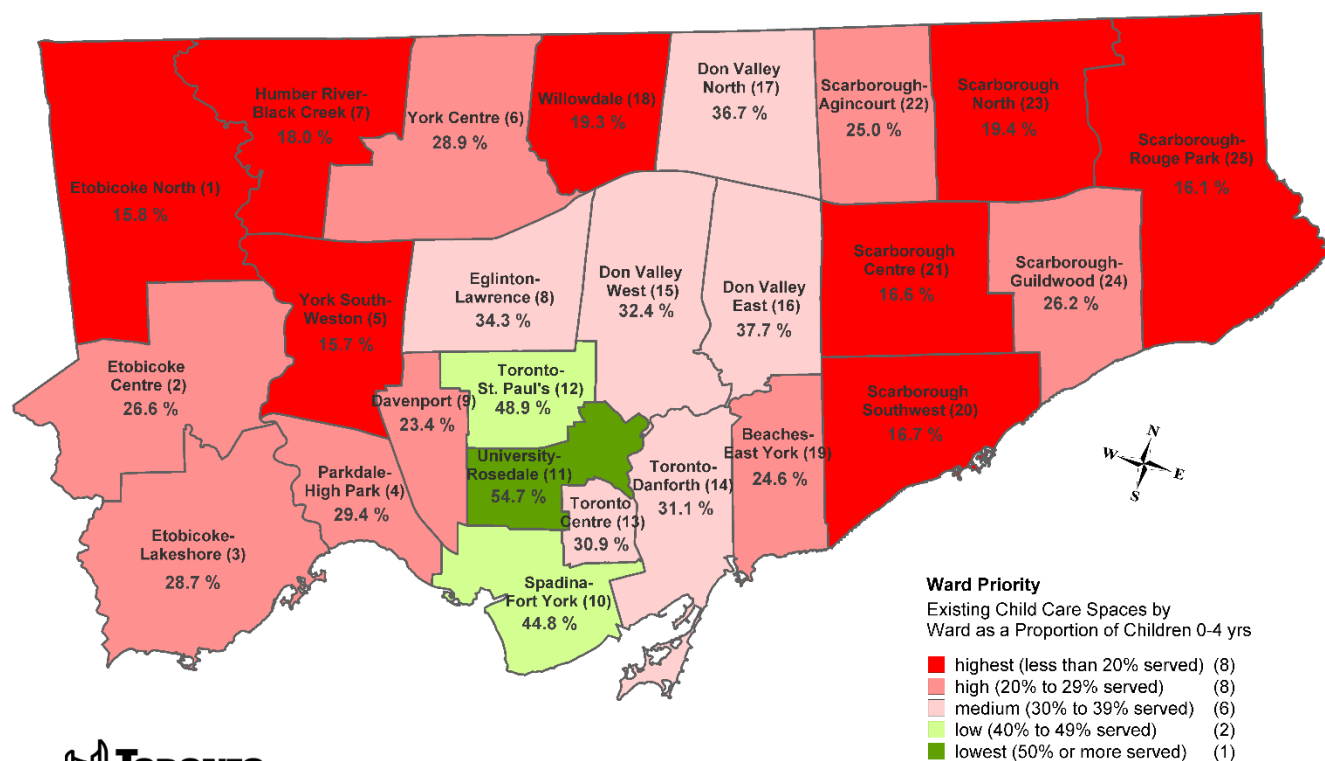 Humber River-
Black Creek (7)
18.0 %
York Centre (6)
28.9 %
Willowdale (18)
19.3 %
Don Valley
North (17)
36.7 %
Scarborough-
Agincourt (22)
25.0 %
Scarborough
North (23)
19.4 %
Scarborough-
Rouge Park (25)
16.1 %
Etobicoke North (1)
15.8 %
York South-
Weston (5)
15.7 %
Eglinton-
Lawrence (8)
34.3 %
Don Valley
West (15)
32.4 %
Don Valley
East (16)
37.7 %
Scarborough
Centre (21)
16.6 %
Scarborough-
Guildwood (24)
26.2 %
Etobicoke
Centre (2)
26.6 %
Davenport (9)
23.4 %
Toronto-
St. Paul's (12)
48.9 %
Scarborough
Southwest (20)
16.7 %
Etobicoke-
Lakeshore (3)
28.7 %
Parkdale-
High Park (4)
29.4 %
University-
Rosedale (11)
54.7 %
Toronto
Centre (13)
30.9 %
Toronto-
Danforth (14)
31.1 %
Beaches-
East York (19)
24.6 %
Spadina-
Fort York (10)
44.8 %
N
W
E
S
Ward Priority
Existing Child Care Spaces by
Ward as a Proportion of Children 0-4 yrs
highest (less than 20% served) (8)
high (20% to 29% served) (8)
medium (30% to 39% served) (6)
low (40% to 49% served) (2)
lowest (50% or more served) (1)
TORONTO